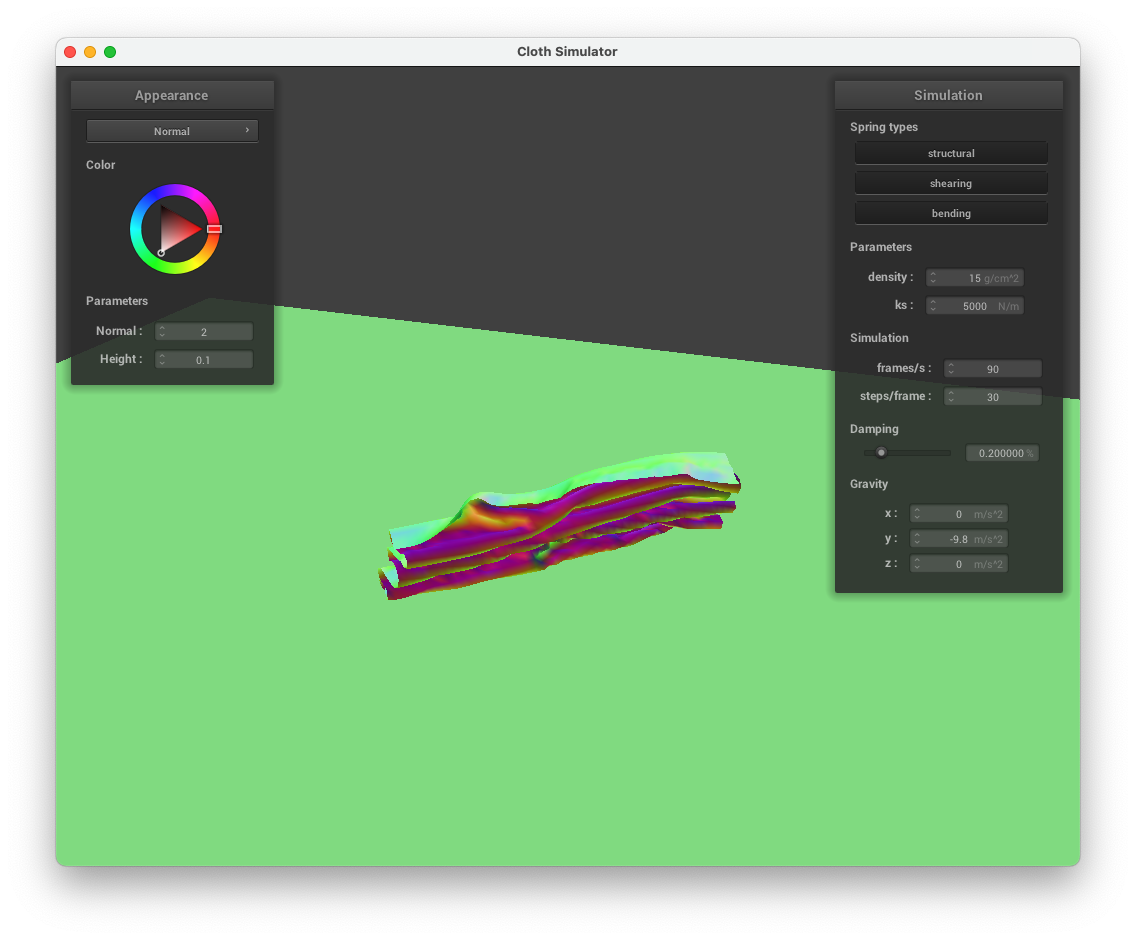 Cloth Simulator
Appearance
Normal ›
Color
Parameters
Normal : 2
Height : 0.1
Simulation
Spring types
structural
shearing
bending
Parameters
density : 15 g/cm^2
ks : 5000 N/m
Simulation
frames/s : 90
steps/frame : 30
Damping
0.200000 %
Gravity
x : 0 m/s^2
y : -9.8 m/s^2
z : 0 m/s^2